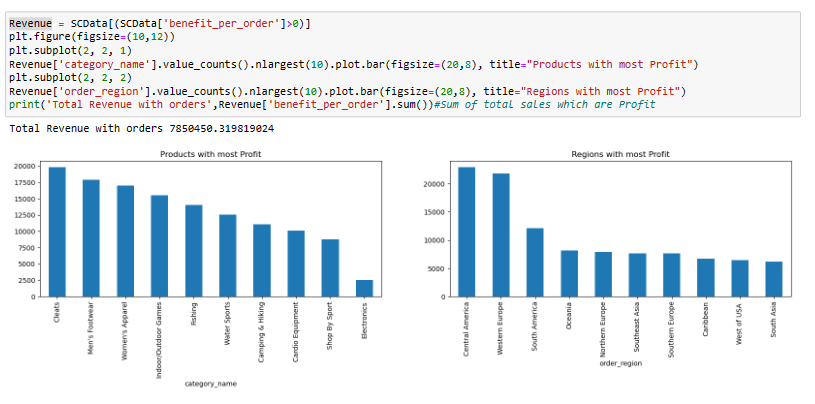 Revenue = SCData[(SCData['benefit_per_order']>0)]
plt.figure(figsize=(10,12))
plt.subplot(2, 2, 1)
Revenue['category_name'].value_counts().nlargest(10).plot.bar(figsize=(20,8), title="Products with most Profit")
plt.subplot(2, 2, 2)
Revenue['order_region'].value_counts().nlargest(10).plot.bar(figsize=(20,8), title="Regions with most Profit")
print('Total Revenue with orders',Revenue['benefit_per_order'].sum())#Sum of total sales which are Profit
Total Revenue with orders 7850450.319819024
Products with most Profit
20000
17500
15000
12500
10000
7500
5000
2500
0
Cleats
Men's Footwear
Women's Apparel
Indoor/Outdoor Games
Fishing
Water Sports
Camping & Hiking
Cardio Equipment
Shop By Sport
Electronics
category_name
Regions with most Profit
20000
15000
10000
5000
0
Central America
Western Europe
South America
Oceania
Northern Europe
Southeast Asia
Southern Europe
Caribbean
West of USA
South Asia
order_region